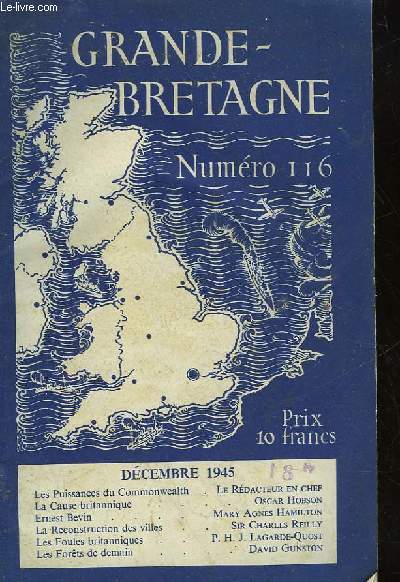 Le-livre.com
GRANDE-
BRETAGNE
Numéro 116
Prix
10 francs
DÉCEMBRE 1945
Les Puissances du Commonwealth . LE RÉDACTEUR EN CHEF
La Cause britannique OSCAR HOBSON
Ernest Bevin . . MARY AGNES HAMILTON
La Reconstruction des villes . SIR CHARLES REILLY
Les Foules britanniques . P. H. J. LAGARDE-QUOST
Les Forêts de demain . . . DAVID GUNSTON